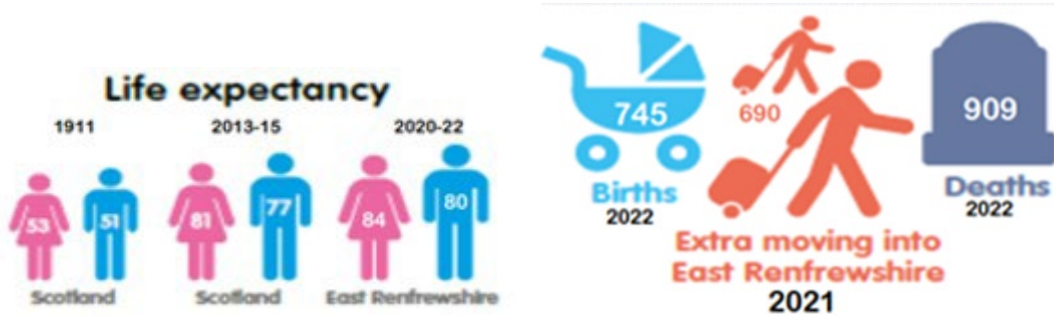 Life expectancy
1911 2013-15 2020-22
53 51 81 77 84 80
Scotland Scotland East Renfrewshire
745
Births
2022
690
Extra moving into
East Renfrewshire
2021
909
Deaths
2022